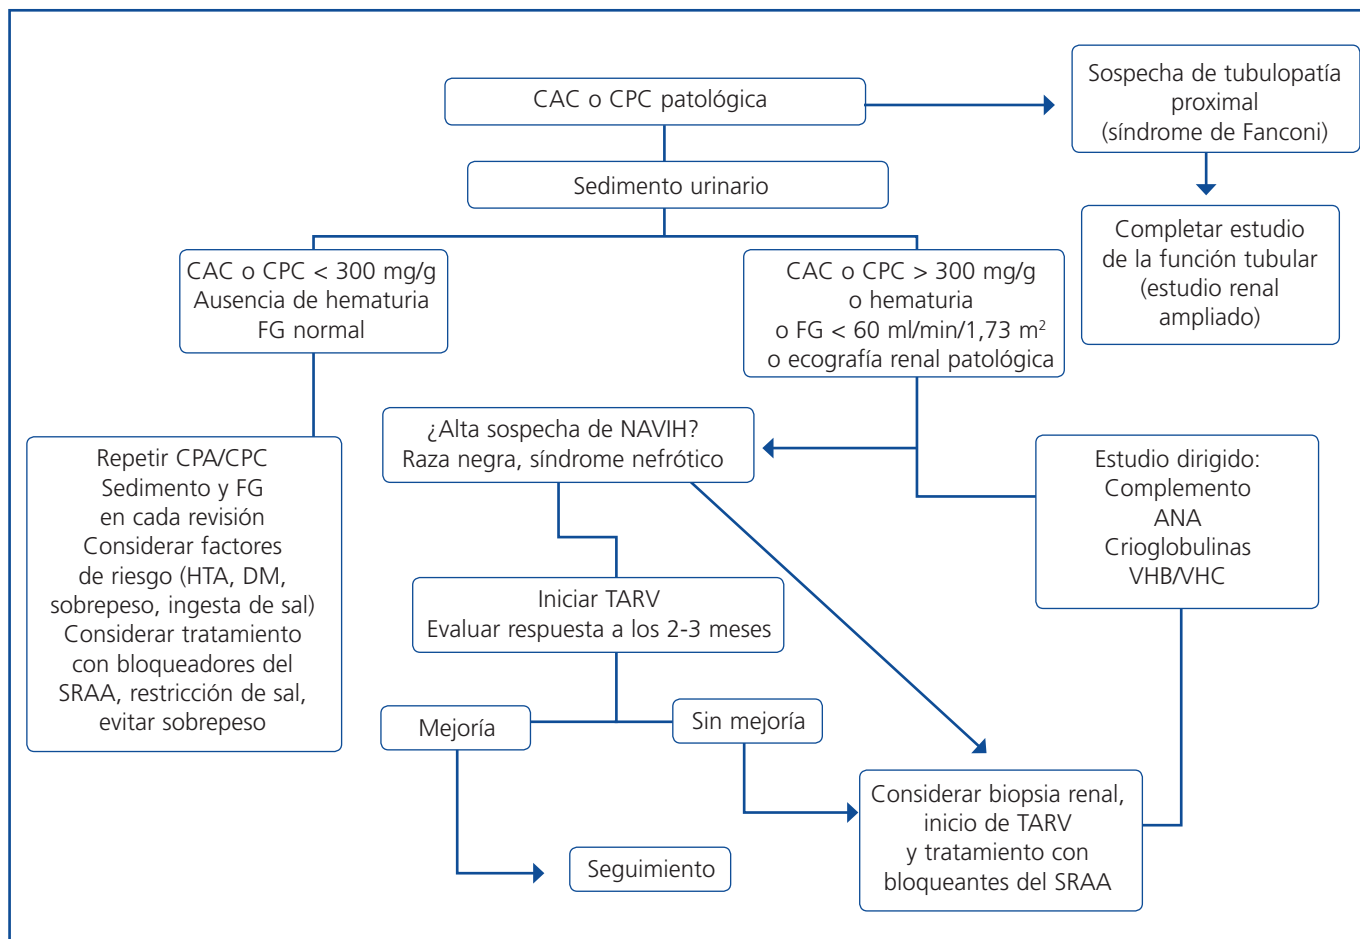 CAC o CPC patológica
Sospecha de tubulopatía
proximal
(síndrome de Fanconi)
Sedimento urinario
Completar estudio
de la función tubular
(estudio renal
ampliado)
CAC o CPC < 300 mg/g
Ausencia de hematuria
FG normal
CAC o CPC > 300 mg/g
o hematuria
o FG < 60 ml/min/1,73 m²
o ecografía renal patológica
Repetir CPA/CPC
Sedimento y FG
en cada revisión
Considerar factores
de riesgo (HTA, DM,
sobrepeso, ingesta de sal)
Considerar tratamiento
con bloqueadores del
SRAA, restricción de sal,
evitar sobrepeso
¿Alta sospecha de NAVIH?
Raza negra, síndrome nefrótico
Estudio dirigido:
Complemento
ANA
Crioglobulinas
VHB/VHC
Iniciar TARV
Evaluar respuesta a los 2-3 meses
Mejoría
Sin mejoría
Seguimiento
Considerar biopsia renal,
inicio de TARV
y tratamiento con
bloqueantes del SRAA